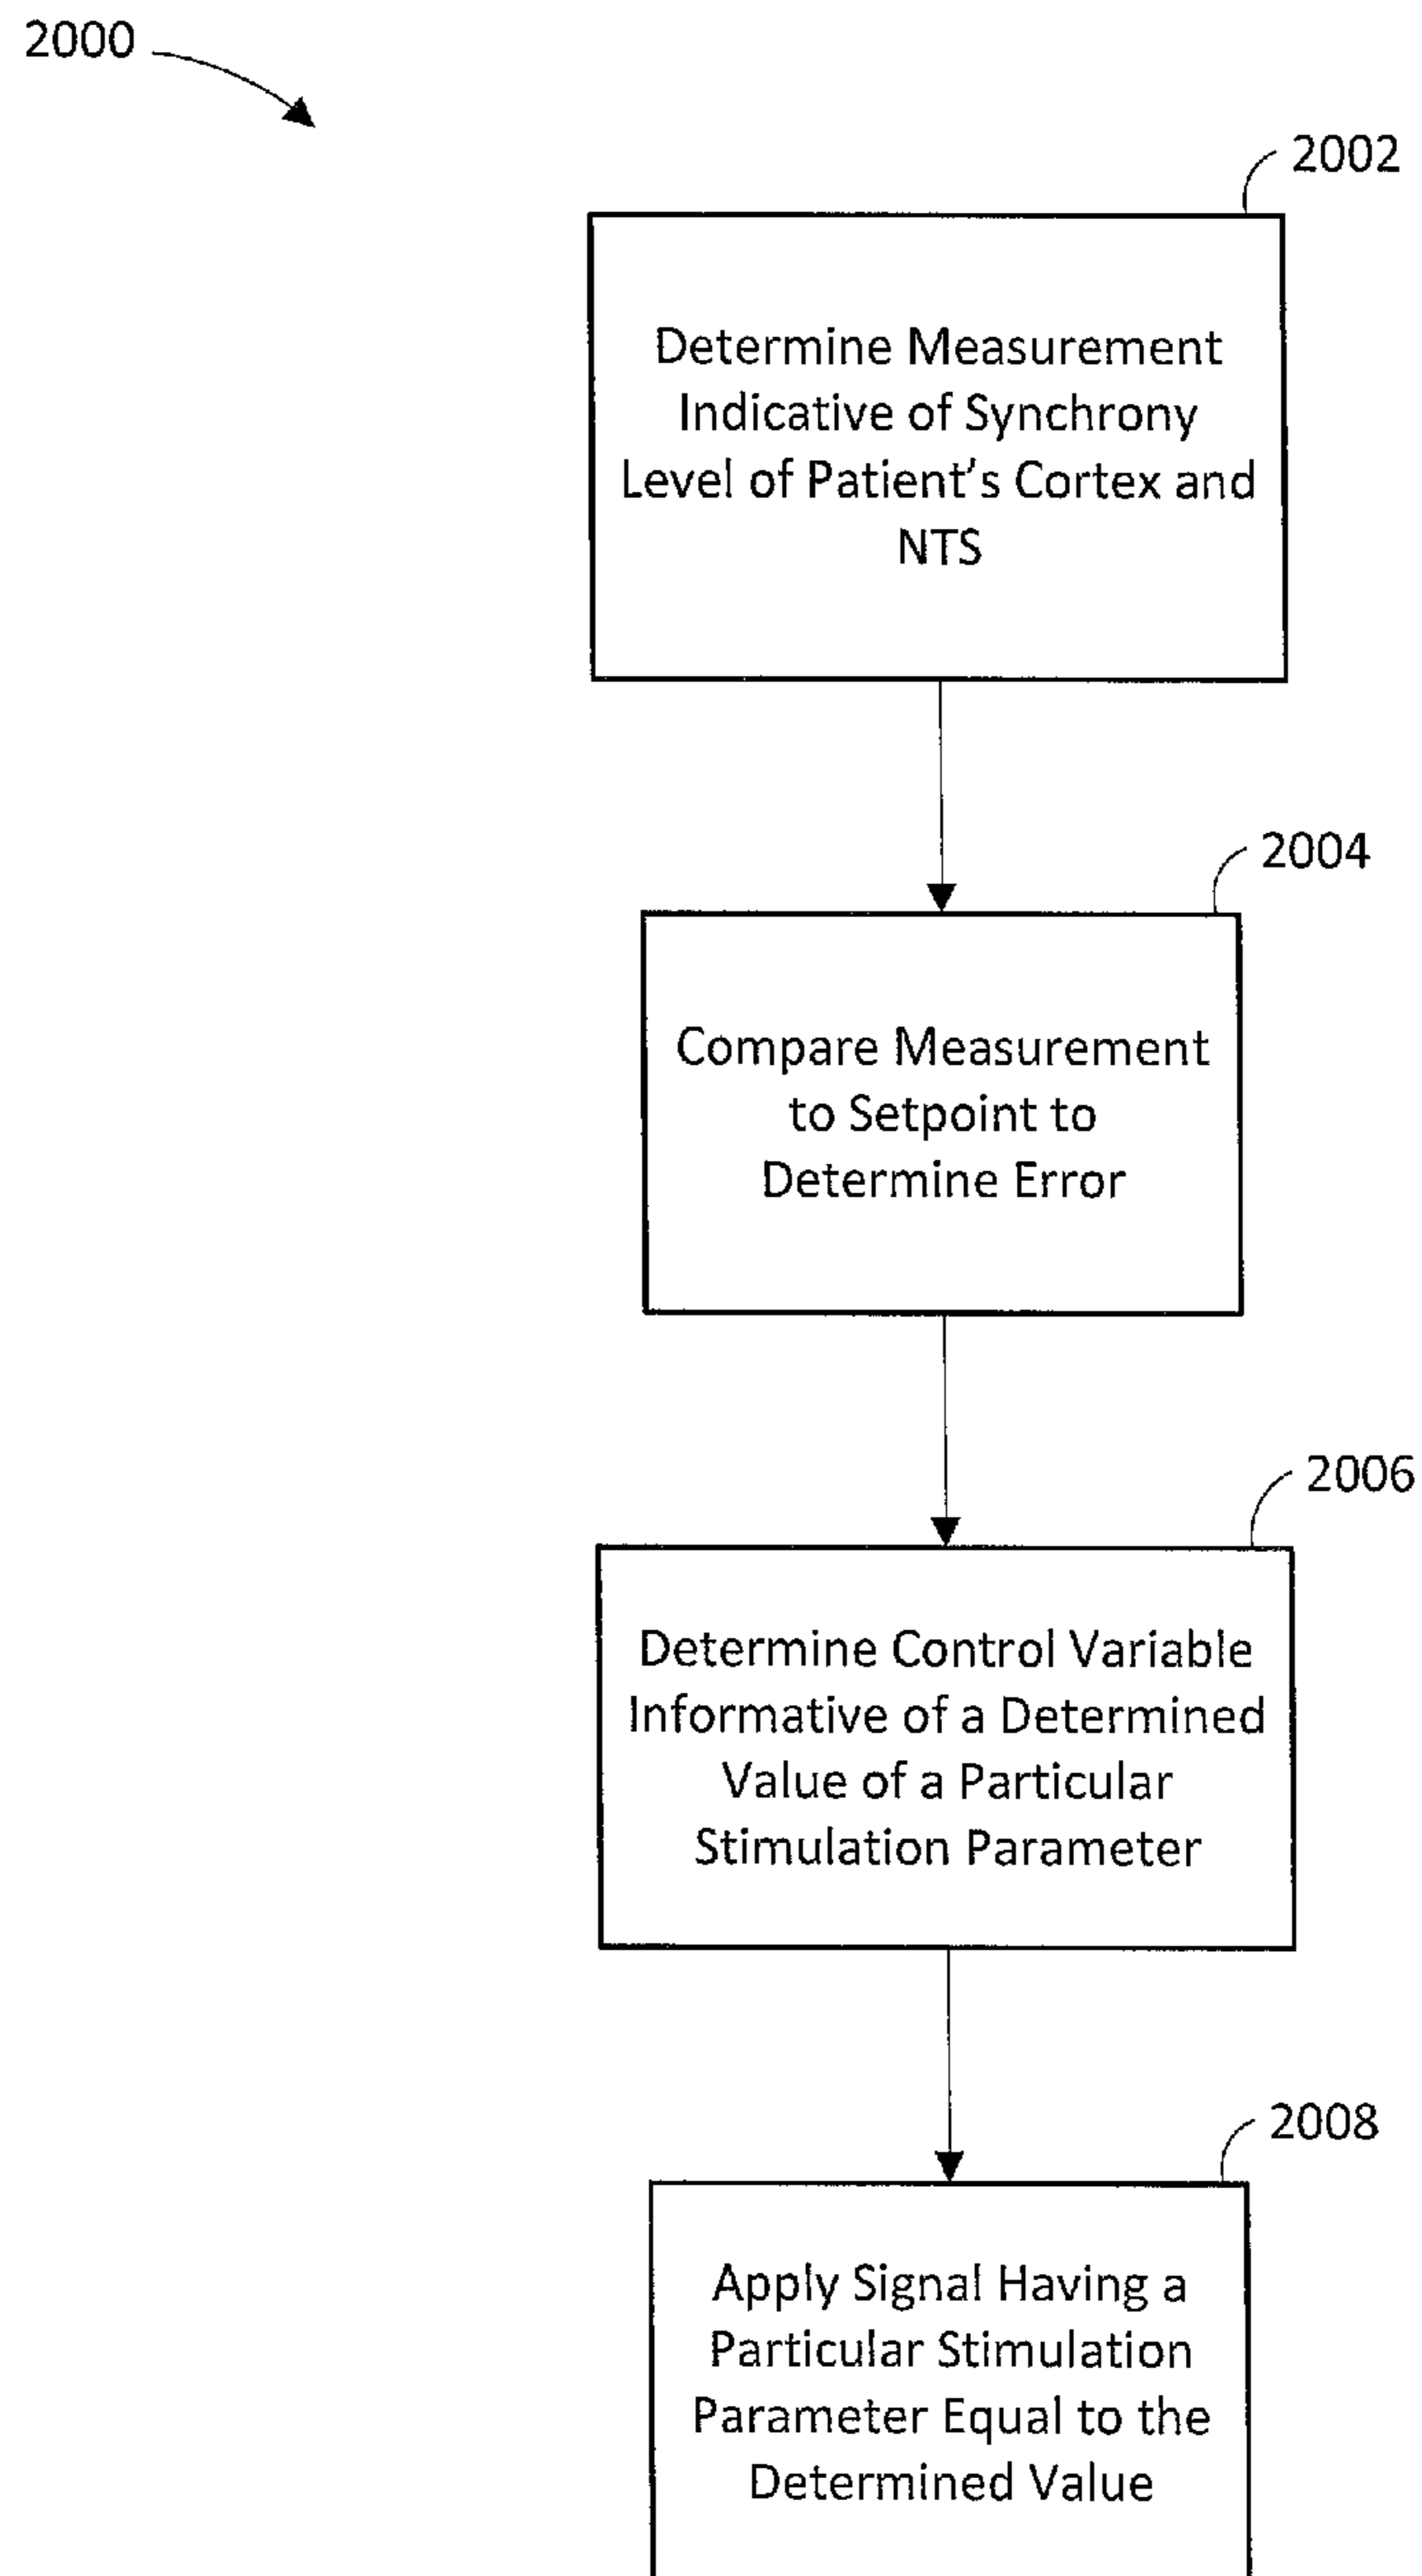 2000
2002
Determine Measurement
Indicative of Synchrony
Level of Patient's Cortex and
NTS
2004
Compare Measurement
to Setpoint to
Determine Error
2006
Determine Control Variable
Informative of a Determined
Value of a Particular
Stimulation Parameter
2008
Apply Signal Having a
Particular Stimulation
Parameter Equal to the
Determined Value